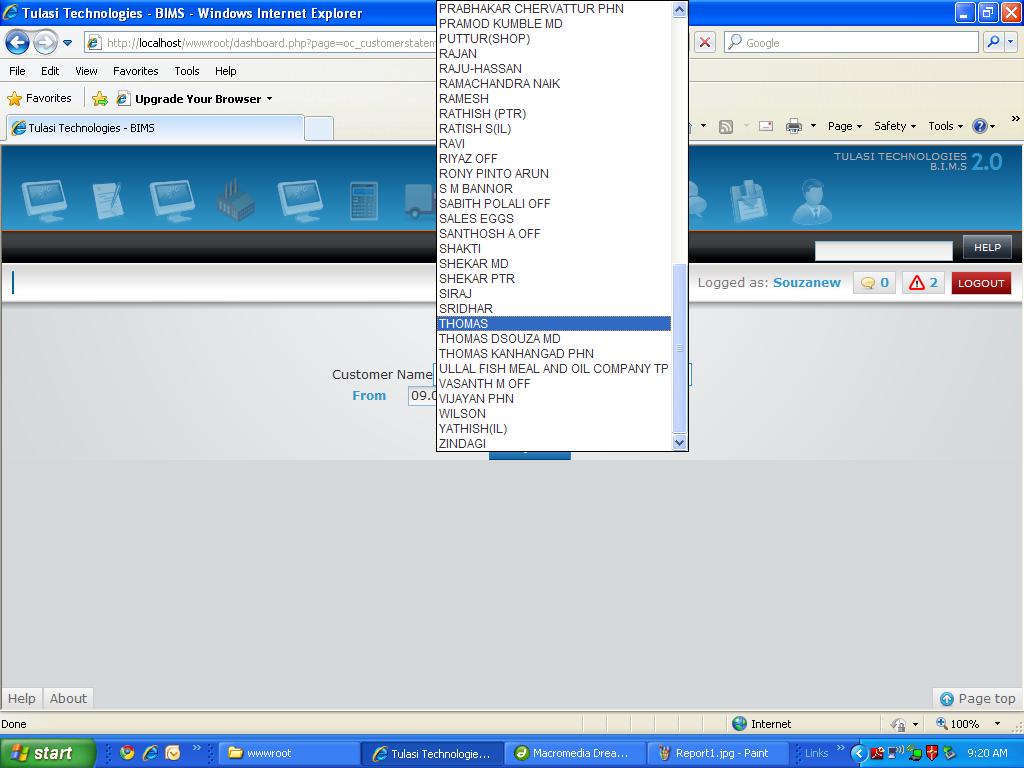 Tulasi Technologies - BIMS - Windows Internet Explorer
http://localhost/wwwroot/dashboard.php?page=oc_customerstatem
Google
File Edit View Favorites Tools Help
Favorites
Upgrade Your Browser
Tulasi Technologies - BIMS
Page Safety Tools
TULASI TECHNOLOGIES
B.I.M.S 2.0
HELP
Logged as: Souzanew 0 2 LOGOUT
Customer Name
From 09.0
PRABHAKAR CHERVATTUR PHN
PRAMOD KUMBLE MD
PUTTUR(SHOP)
RAJAN
RAJU-HASSAN
RAMACHANDRA NAIK
RAMESH
RATHISH (PTR)
RATISH S(IL)
RAVI
RIYAZ OFF
RONY PINTO ARUN
S M BANNOR
SABITH POLALI OFF
SALES EGGS
SANTHOSH A OFF
SHAKTI
SHEKAR MD
SHEKAR PTR
SIRAJ
SRIDHAR
THOMAS
THOMAS DSOUZA MD
THOMAS KANHANGAD PHN
ULLAL FISH MEAL AND OIL COMPANY TP
VASANTH M OFF
VIJAYAN PHN
WILSON
YATHISH(IL)
ZINDAGI
Help About
Page top
Done
Internet
100%
start
wwwroot
Tulasi Technologie...
Macromedia Drea...
Report1.jpg - Paint
Links
9:20 AM